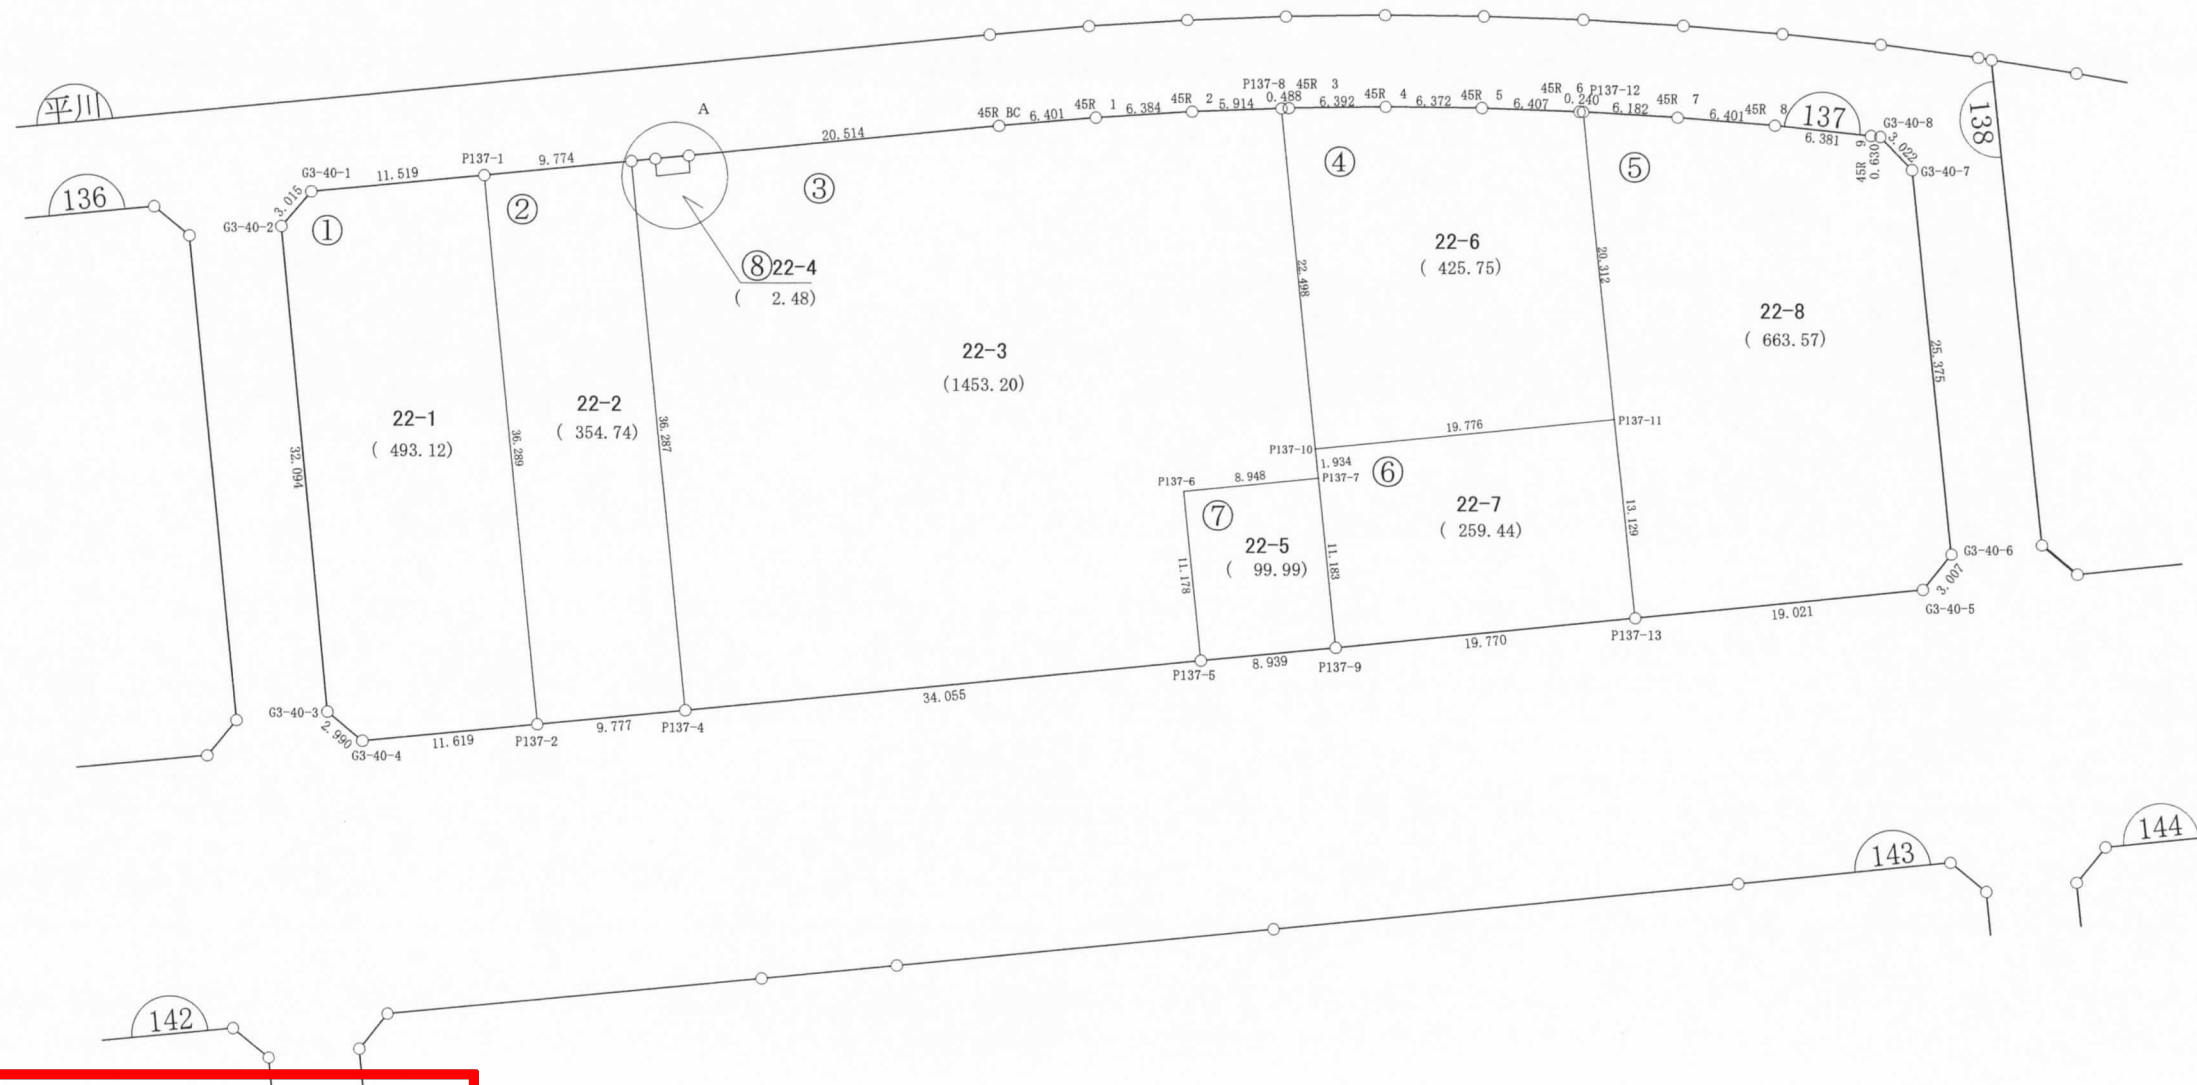 平川
136
137
138
142
143
144
A
G3-40-1
G3-40-2
3.015
11.519
P137-1
9.774
20.514
45R BC
6.401
45R 1
6.384
45R 2
5.914
P137-8
0.488
45R 3
6.392
45R 4
6.372
45R 5
6.407
45R 6
0.240
P137-12
6.182
45R 7
6.401
45R 8
6.381
45R 9
0.630
G3-40-8
3.022
G3-40-7
①
②
③
④
⑤
⑧22-4
( 2.48)
22-6
( 425.75)
22-8
( 663.57)
22-3
(1453.20)
22-2
( 354.74)
22-1
( 493.12)
32.094
36.289
36.287
22.498
20.312
25.375
19.776
P137-11
P137-10
1.934
⑥
P137-6
8.948
P137-7
⑦
22-7
( 259.44)
22-5
( 99.99)
11.178
11.183
13.129
G3-40-6
3.007
G3-40-5
19.021
P137-13
19.770
P137-9
8.939
P137-5
34.055
P137-4
9.777
P137-2
11.619
G3-40-4
2.990
G3-40-3